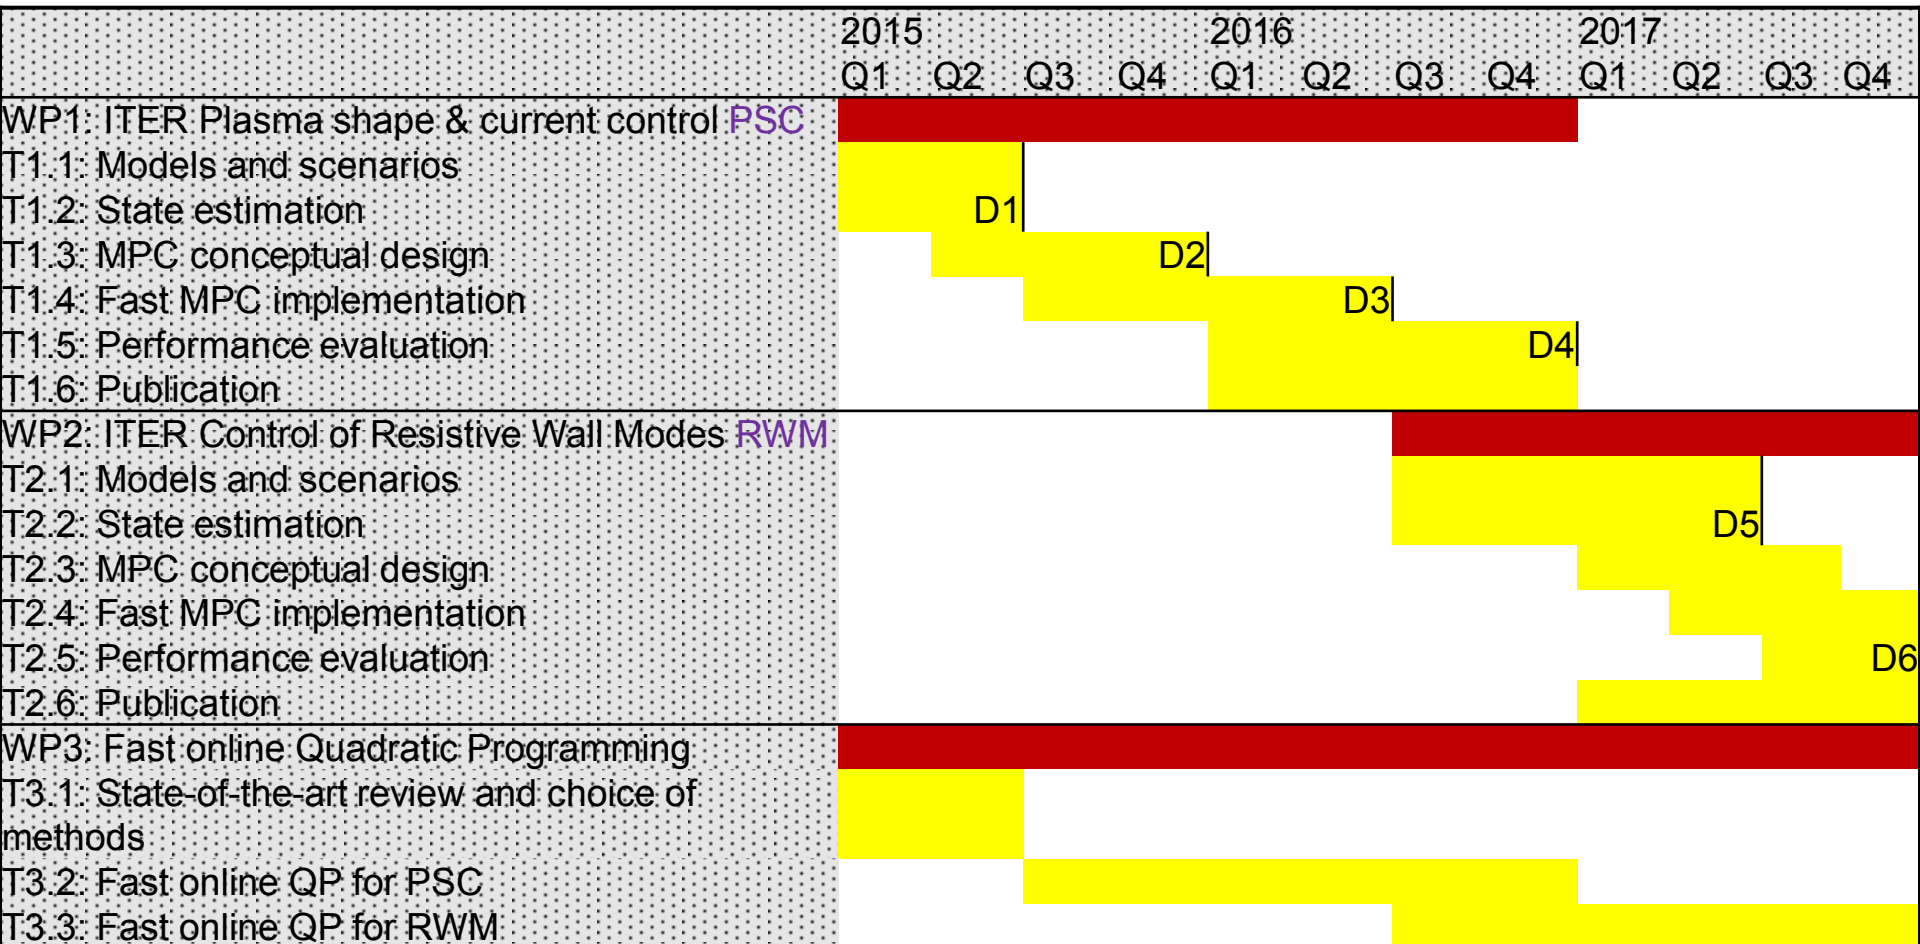 2015 2016 2017
Q1 Q2 Q3 Q4 Q1 Q2 Q3 Q4 Q1 Q2 Q3 Q4
WP1: ITER Plasma shape & current control PSC
T1.1: Models and scenarios
T1.2: State estimation D1
T1.3: MPC conceptual design D2
T1.4: Fast MPC implementation D3
T1.5: Performance evaluation D4
T1.6: Publication
WP2: ITER Control of Resistive Wall Modes RWM
T2.1: Models and scenarios
T2.2: State estimation D5
T2.3: MPC conceptual design
T2.4: Fast MPC implementation
T2.5: Performance evaluation D6
T2.6: Publication
WP3: Fast online Quadratic Programming
T3.1: State-of-the-art review and choice of
methods
T3.2: Fast online QP for PSC
T3.3: Fast online QP for RWM